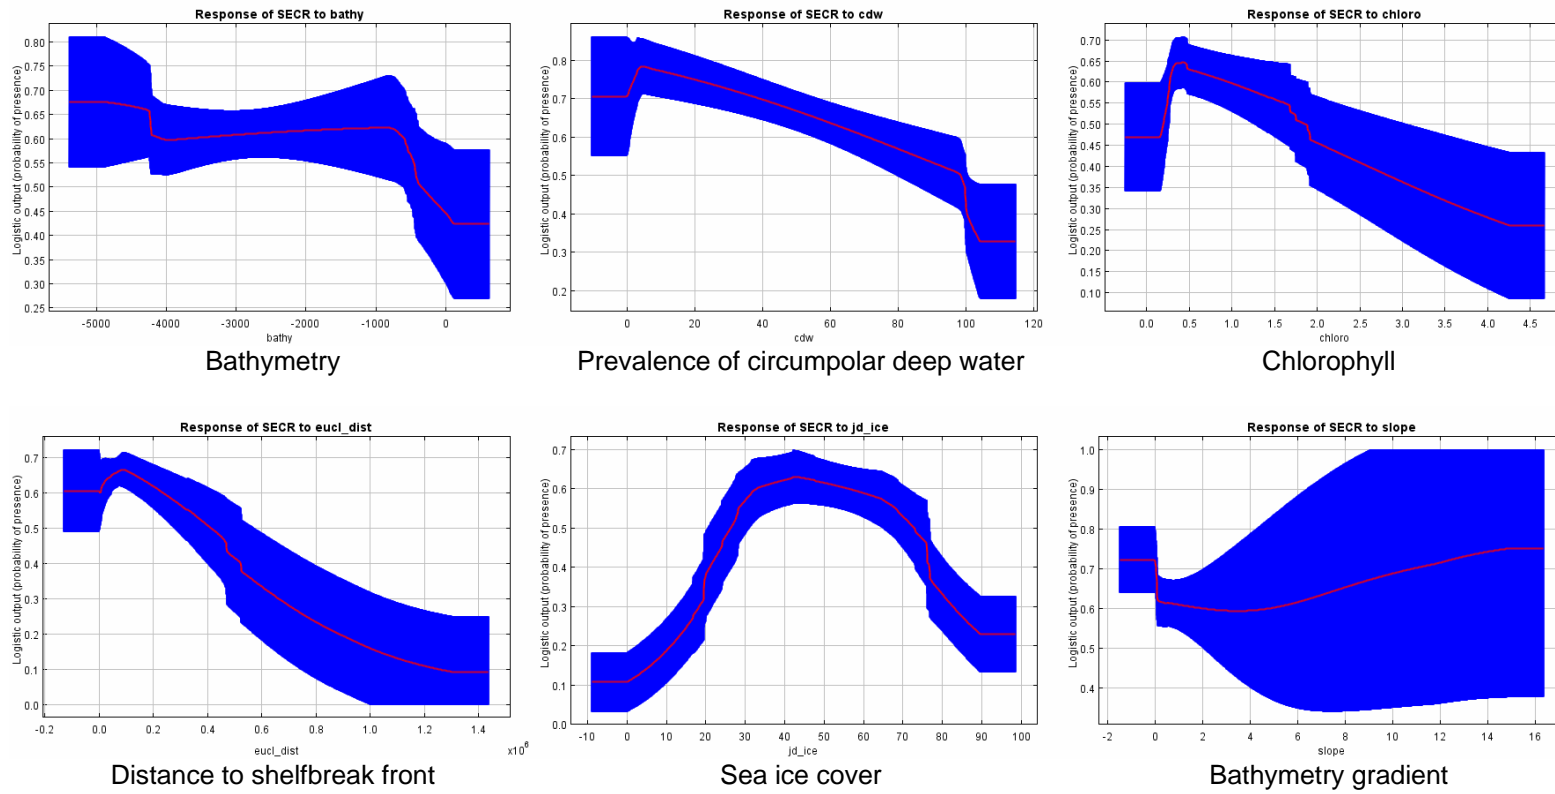 Response of SECR to bathy
Logistic output (probability of presence)
0.80
0.75
0.70
0.65
0.60
0.55
0.50
0.45
0.40
0.35
0.30
0.25
-5000 -4000 -3000 -2000 -1000 0
bathy
Bathymetry
Response of SECR to cdw
Logistic output (probability of presence)
0.8
0.7
0.6
0.5
0.4
0.3
0.2
0 20 40 60 80 100 120
cdw
Prevalence of circumpolar deep water
Response of SECR to chloro
Logistic output (probability of presence)
0.70
0.65
0.60
0.55
0.50
0.45
0.40
0.35
0.30
0.25
0.20
0.15
0.10
0.0 0.5 1.0 1.5 2.0 2.5 3.0 3.5 4.0 4.5
chloro
Chlorophyll
Response of SECR to eucl_dist
Logistic output (probability of presence)
0.7
0.6
0.5
0.4
0.3
0.2
0.1
0.0
-0.2 0.0 0.2 0.4 0.6 0.8 1.0 1.2 1.4
eucl_dist x10⁶
Distance to shelfbreak front
Response of SECR to jd_ice
Logistic output (probability of presence)
0.7
0.6
0.5
0.4
0.3
0.2
0.1
0.0
-10 0 10 20 30 40 50 60 70 80 90 100
jd_ice
Sea ice cover
Response of SECR to slope
Logistic output (probability of presence)
1.0
0.9
0.8
0.7
0.6
0.5
0.4
-2 0 2 4 6 8 10 12 14 16
slope
Bathymetry gradient